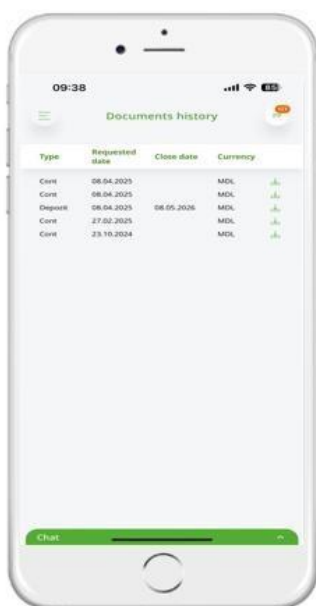 09:38
85
Documents history
Type Requested date Close date Currency
Cont 08.04.2025 MDL
Cont 08.04.2025 MDL
Deposit 08.04.2025 08.05.2026 MDL
Cont 27.02.2025 MDL
Cont 23.10.2024 MDL
Chat